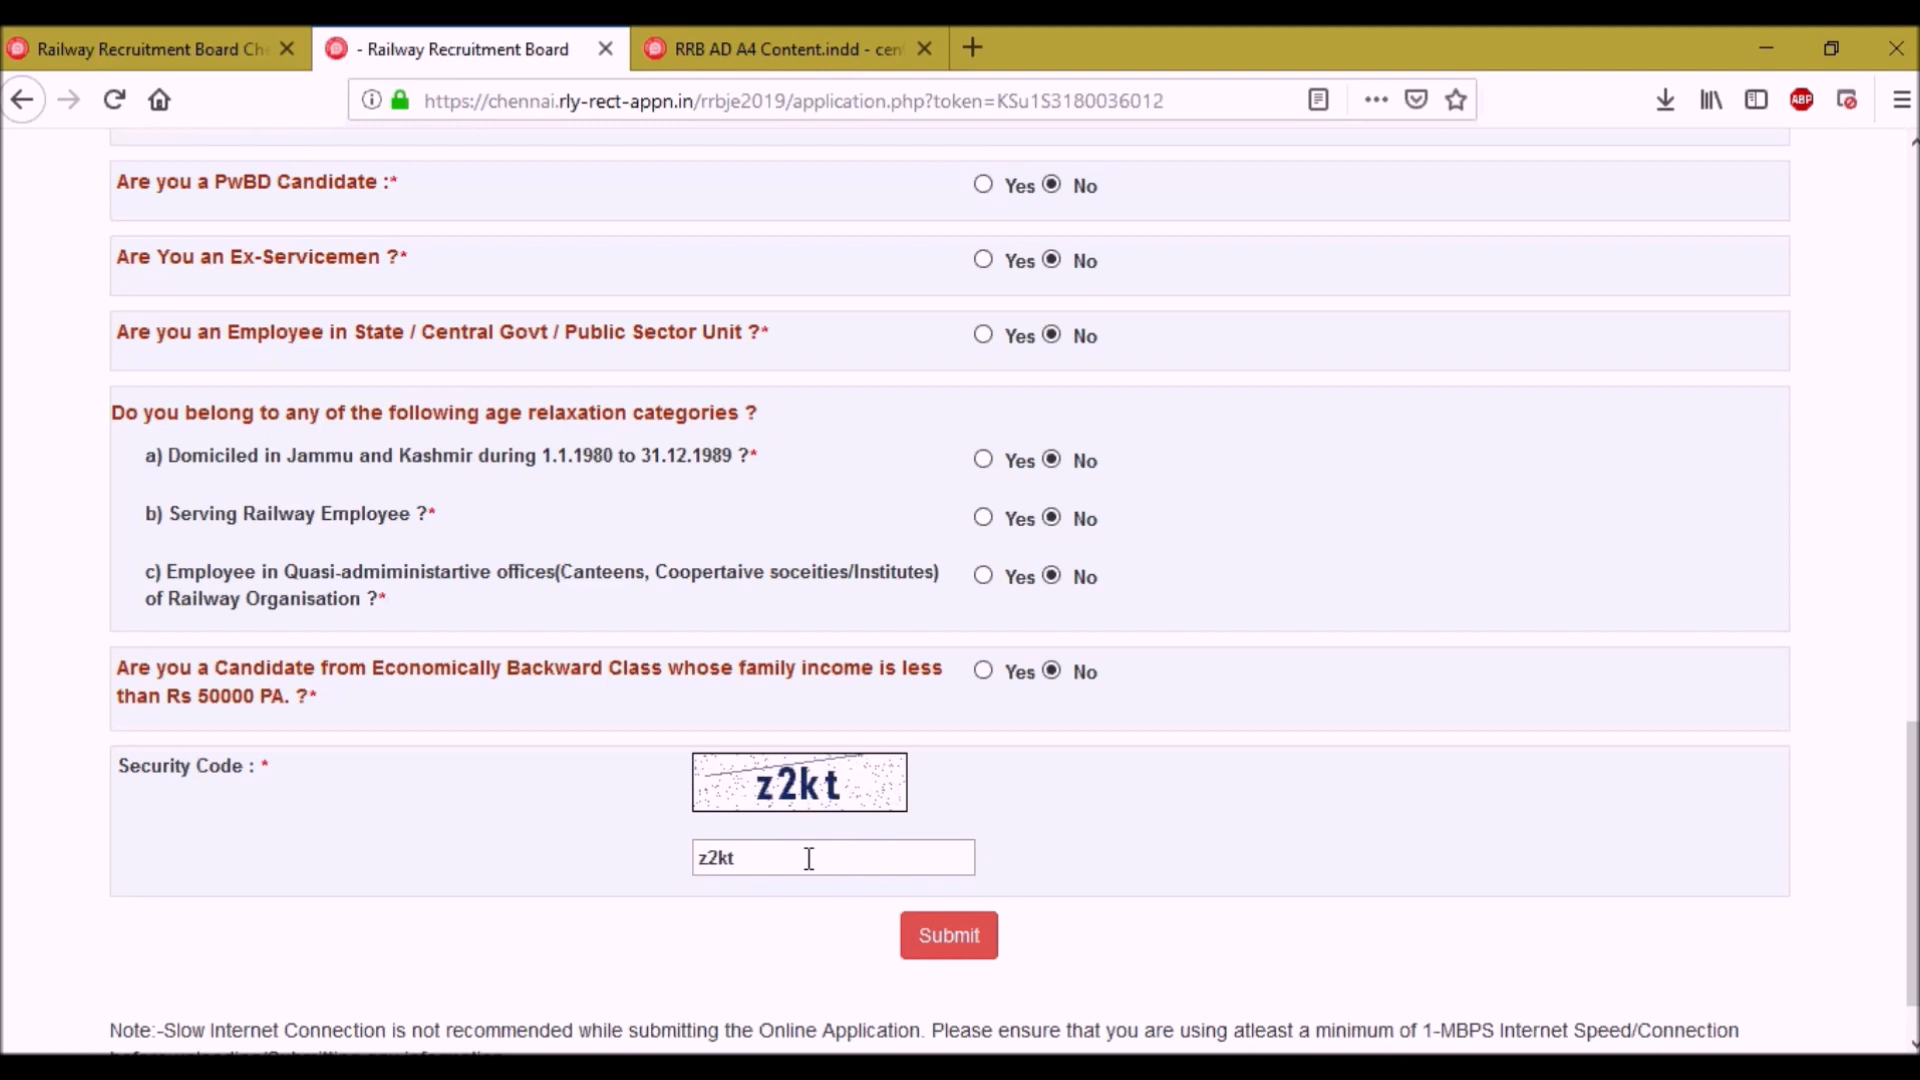 Railway Recruitment Board Ch
- Railway Recruitment Board
RRB AD A4 Content.indd - cen
https://chennai.rly-rect-appn.in/rrbje2019/application.php?token=KSu1S3180036012
ABP
Are you a PwBD Candidate :*
Yes No
Are You an Ex-Servicemen ?*
Yes No
Are you an Employee in State / Central Govt / Public Sector Unit ?*
Yes No
Do you belong to any of the following age relaxation categories ?
a) Domiciled in Jammu and Kashmir during 1.1.1980 to 31.12.1989 ?*
Yes No
b) Serving Railway Employee ?*
Yes No
c) Employee in Quasi-admiministartive offices(Canteens, Coopertaive soceities/Institutes)
of Railway Organisation ?*
Yes No
Are you a Candidate from Economically Backward Class whose family income is less
than Rs 50000 PA. ?*
Yes No
Security Code : *
z2kt
z2kt
Submit
Note:-Slow Internet Connection is not recommended while submitting the Online Application. Please ensure that you are using atleast a minimum of 1-MBPS Internet Speed/Connection